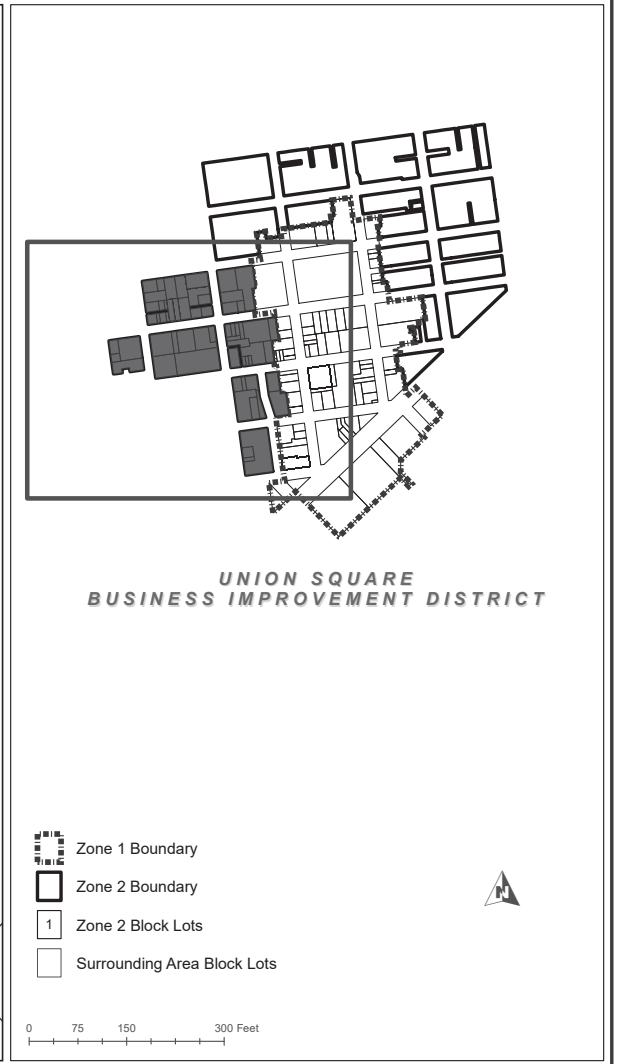 UNION SQUARE
BUSINESS IMPROVEMENT DISTRICT
Zone 1 Boundary
Zone 2 Boundary
N
1 Zone 2 Block Lots
Surrounding Area Block Lots
0 75 150 300 Feet